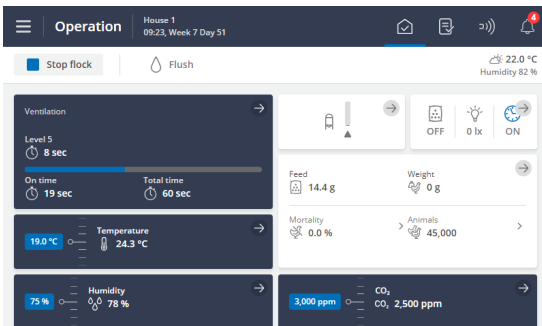 Operation
House 1
09:23, Week 7 Day 51
4
Stop flock
Flush
22.0 °C
Humidity 82 %
Ventilation
Level 5
8 sec
On time
19 sec
Total time
60 sec
OFF
0 lx
ON
Feed
14.4 g
Weight
0 g
Mortality
0.0 %
Animals
45,000
19.0 °C
Temperature
24.3 °C
75 %
Humidity
78 %
3,000 ppm
CO₂
CO₂ 2,500 ppm